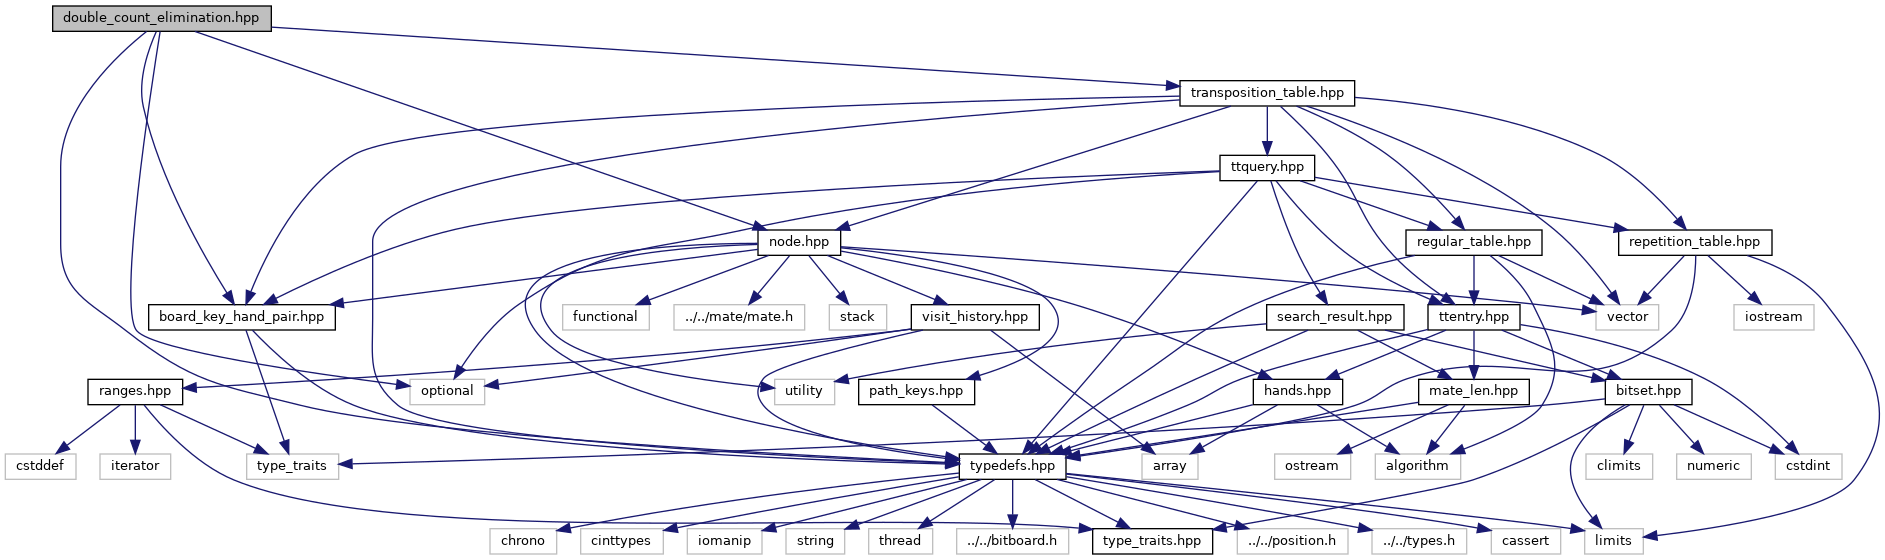 double_count_elimination.hpp
transposition_table.hpp
ttquery.hpp
node.hpp
regular_table.hpp
repetition_table.hpp
board_key_hand_pair.hpp
functional
../../mate/mate.h
stack
visit_history.hpp
search_result.hpp
ttentry.hpp
vector
iostream
ranges.hpp
optional
utility
path_keys.hpp
hands.hpp
mate_len.hpp
bitset.hpp
cstddef
iterator
type_traits
typedefs.hpp
array
ostream
algorithm
climits
numeric
cstdint
chrono
cinttypes
iomanip
string
thread
../../bitboard.h
type_traits.hpp
../../position.h
../../types.h
cassert
limits